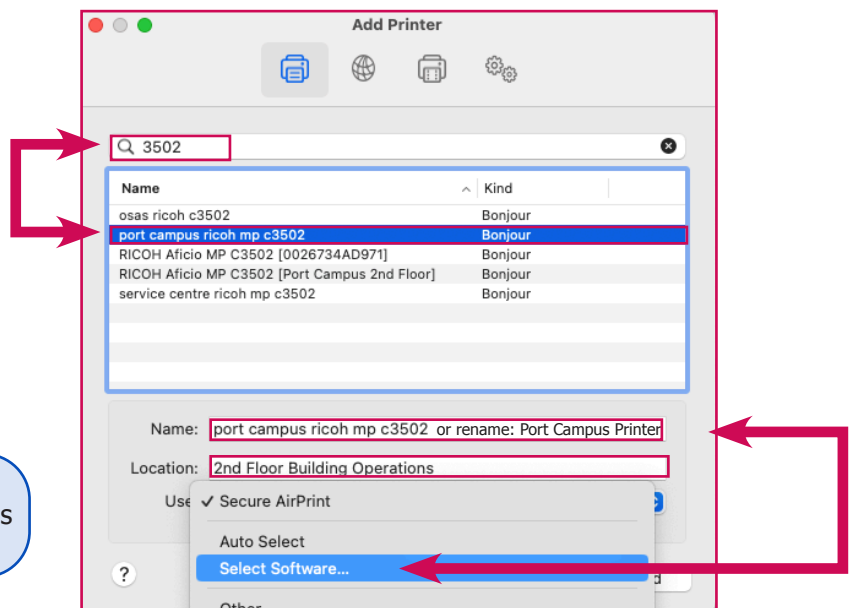 Add Printer
3502
Name Kind
osas ricoh c3502 Bonjour
port campus ricoh mp c3502 Bonjour
RICOH Aficio MP C3502 [0026734AD971] Bonjour
RICOH Aficio MP C3502 [Port Campus 2nd Floor] Bonjour
service centre ricoh mp c3502 Bonjour
Name: port campus ricoh mp c3502 or rename: Port Campus Printer
Location: 2nd Floor Building Operations
Use ✓ Secure AirPrint
s
Auto Select
Select Software...
?
d
Other